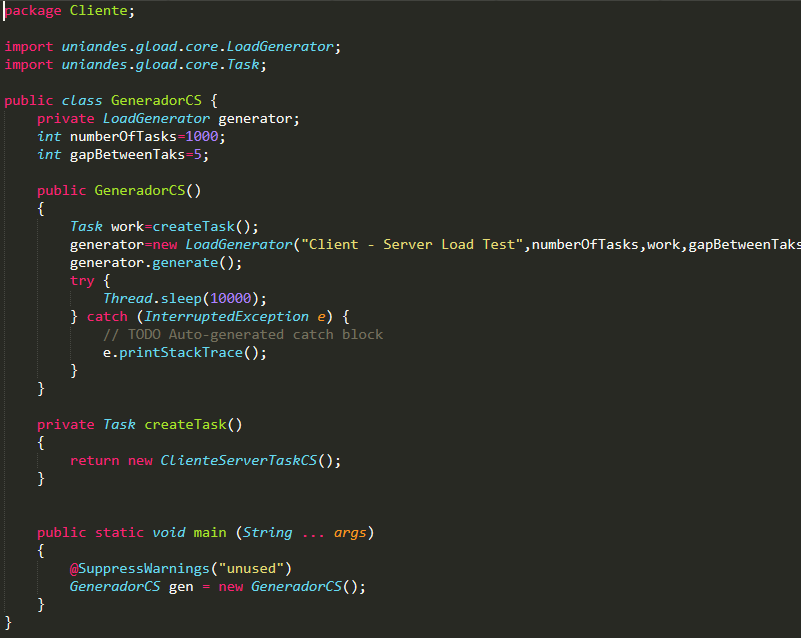 package Cliente;
import uniandes.gload.core.LoadGenerator;
import uniandes.gload.core.Task;
public class GeneradorCS {
private LoadGenerator generator;
int numberOfTasks=1000;
int gapBetweenTaks=5;
public GeneradorCS()
{
Task work=createTask();
generator=new LoadGenerator("Client - Server Load Test",numberOfTasks,work,gapBetweenTaks
generator.generate();
try {
Thread.sleep(10000);
} catch (InterruptedException e) {
// TODO Auto-generated catch block
e.printStackTrace();
}
}
private Task createTask()
{
return new ClienteServerTaskCS();
}
public static void main (String ... args)
{
@SuppressWarnings("unused")
GeneradorCS gen = new GeneradorCS();
}
}